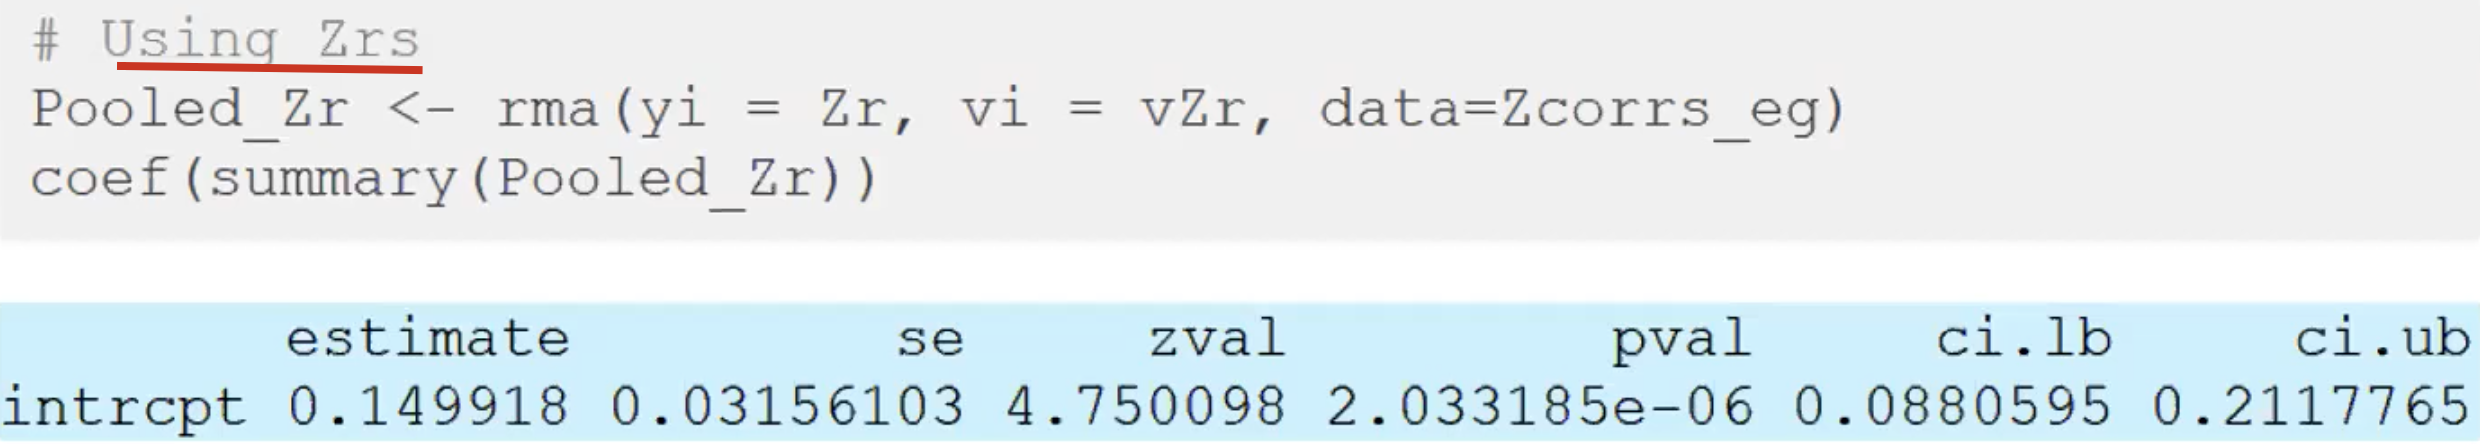 # Using Zrs
Pooled_Zr <- rma(yi = Zr, vi = vZr, data=Zcorrs_eg)
coef(summary(Pooled_Zr))
estimate se zval pval ci.lb ci.ub
intrcpt 0.149918 0.03156103 4.750098 2.033185e-06 0.0880595 0.2117765